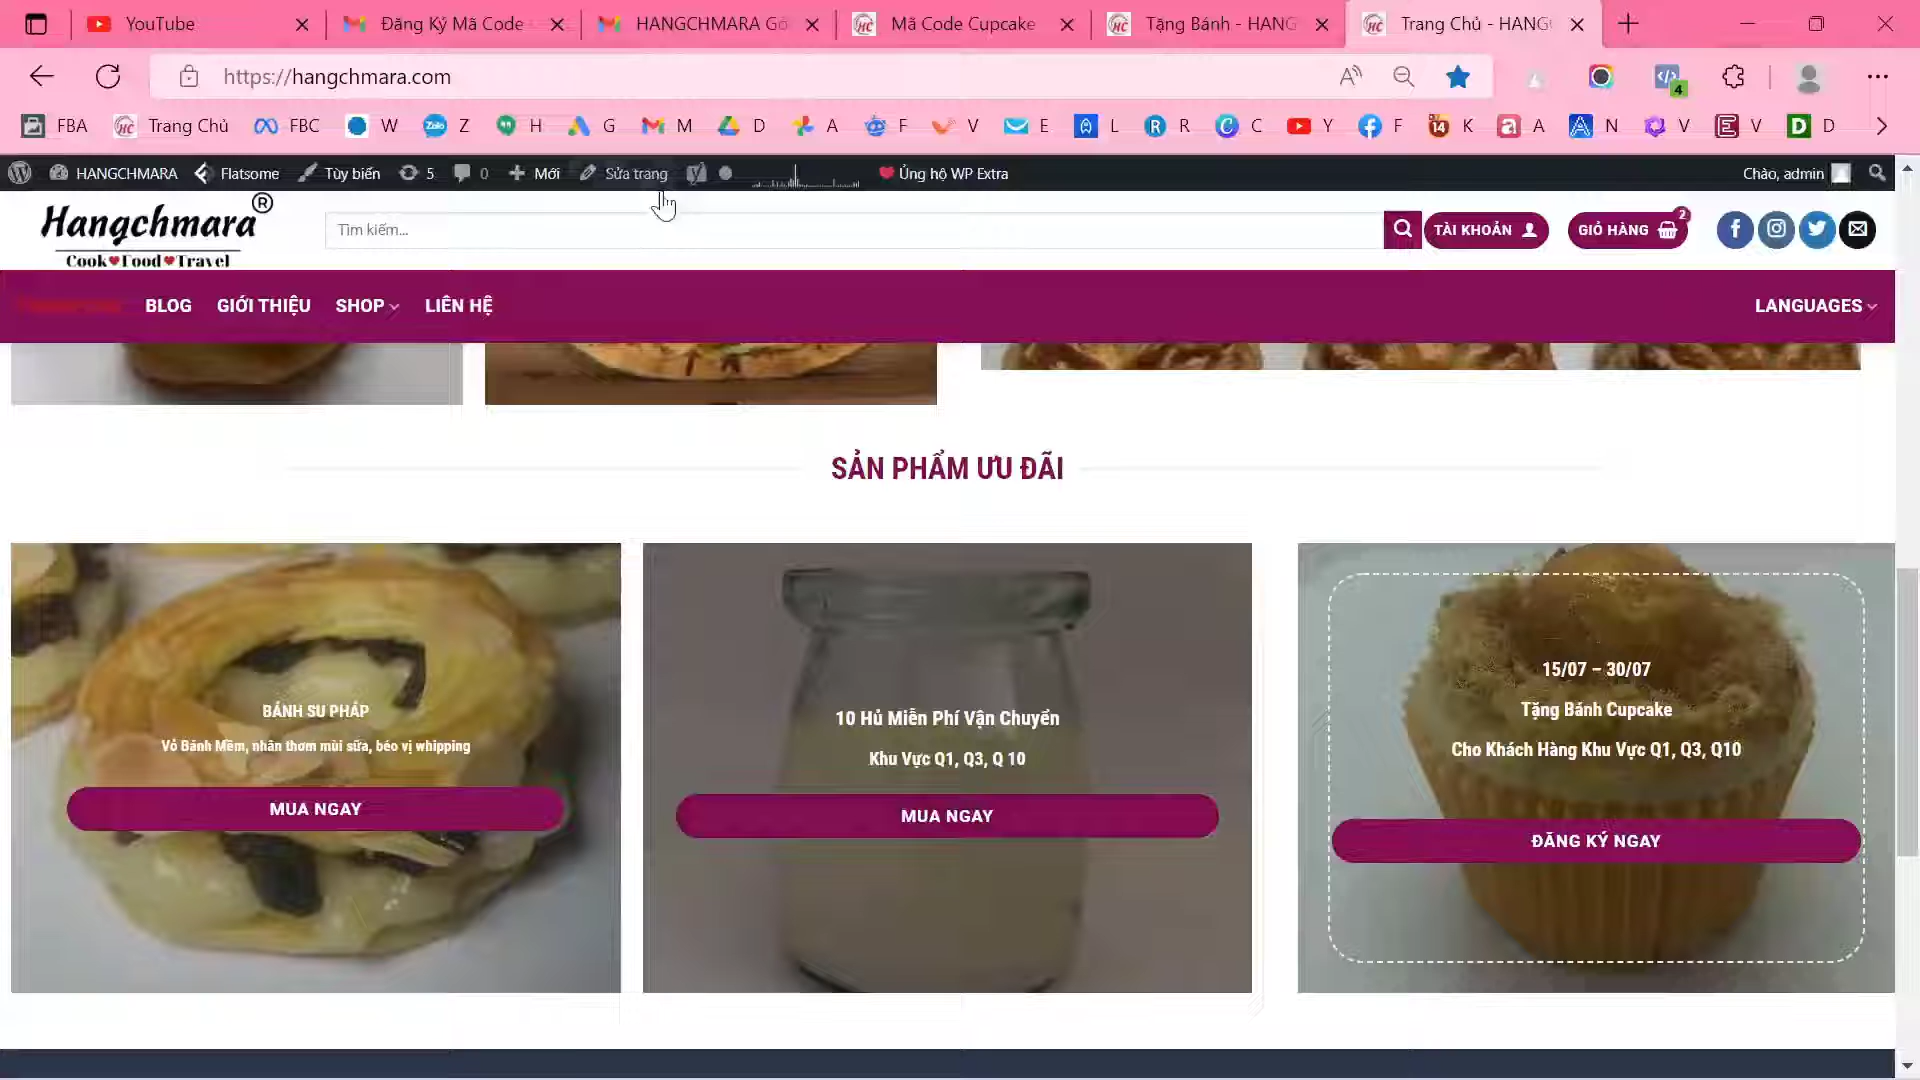 YouTube
Đăng Ký Mã Code
HANGCHMARA Gó
Mã Code Cupcake
Tặng Bánh - HANG
Trang Chủ - HANG
https://hangchmara.com
4
FBA
Trang Chủ
FBC
W
Zalo
Z
H
G
M
D
A
F
V
E
L
R
C
Y
F
14
K
A
N
V
V
D
HANGCHMARA
Flatsome
Tùy biến
5
0
Mới
Sửa trang
Ủng hộ WP Extra
Chào, admin
Hangchmara®
Cook♥Food♥Travel
Tìm kiếm...
TÀI KHOẢN
GIỎ HÀNG
2
BLOG
GIỚI THIỆU
SHOP
LIÊN HỆ
LANGUAGES
SẢN PHẨM ƯU ĐÃI
BÁNH SU PHÁP
Vỏ Bánh Mềm, nhân thơm mùi sữa, béo vị whipping
MUA NGAY
10 Hủ Miễn Phí Vận Chuyển
Khu Vực Q1, Q3, Q 10
MUA NGAY
15/07 – 30/07
Tặng Bánh Cupcake
Cho Khách Hàng Khu Vực Q1, Q3, Q10
ĐĂNG KÝ NGAY